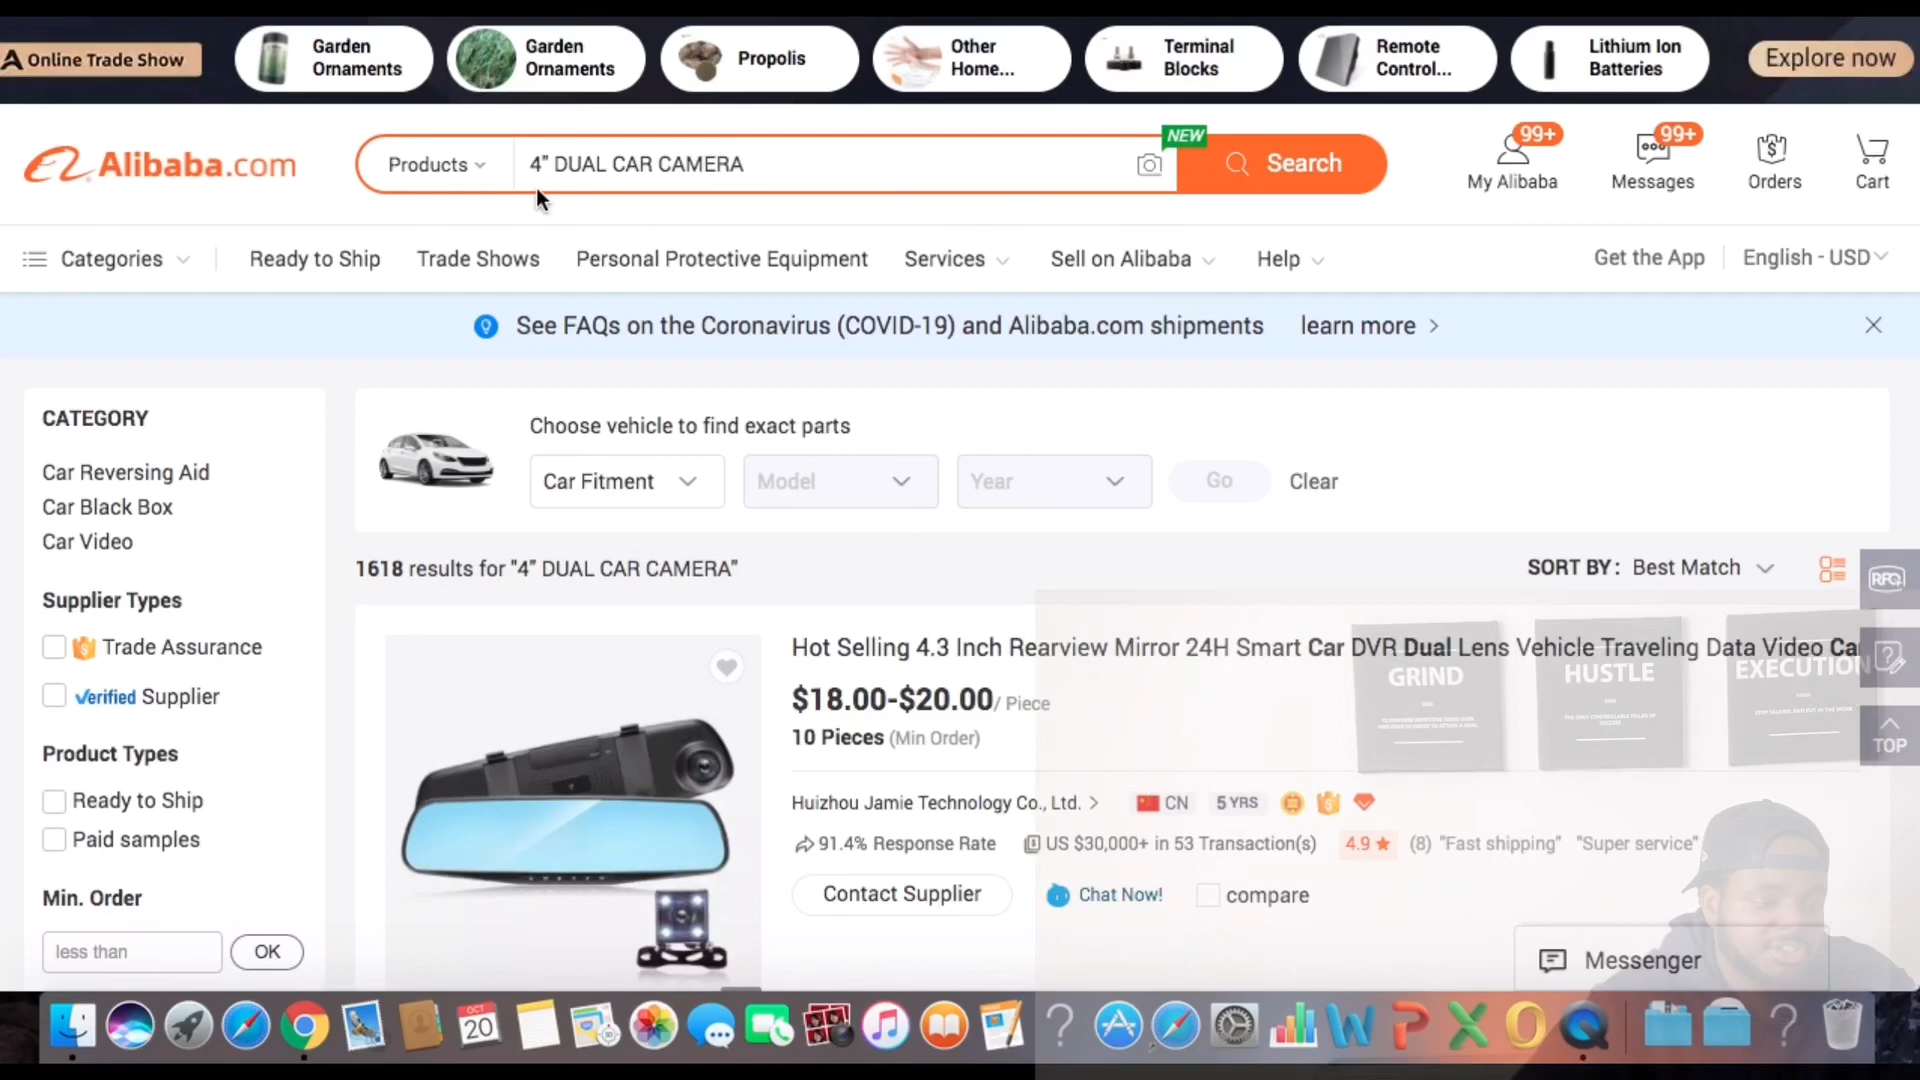 Online Trade Show
Garden
Ornaments
Garden
Ornaments
Propolis
Other
Home...
Terminal
Blocks
Remote
Control...
Lithium Ion
Batteries
Explore now
Alibaba.com
Products
4” DUAL CAR CAMERA
NEW
Search
99+
My Alibaba
99+
Messages
Orders
Cart
Categories
Ready to Ship
Trade Shows
Personal Protective Equipment
Services
Sell on Alibaba
Help
Get the App
English - USD
See FAQs on the Coronavirus (COVID-19) and Alibaba.com shipments learn more >
CATEGORY
Car Reversing Aid
Car Black Box
Car Video
Supplier Types
Trade Assurance
Verified Supplier
Product Types
Ready to Ship
Paid samples
Min. Order
less than
OK
Choose vehicle to find exact parts
Car Fitment
Model
Year
Go
Clear
1618 results for "4” DUAL CAR CAMERA"
SORT BY: Best Match
RFQ
Hot Selling 4.3 Inch Rearview Mirror 24H Smart Car DVR Dual Lens Vehicle Traveling Data Video Ca
$18.00-$20.00/ Piece
10 Pieces (Min Order)
GRIND
HUSTLE
EXECUTION
TOP
Huizhou Jamie Technology Co., Ltd. >
CN
5 YRS
91.4% Response Rate
US $30,000+ in 53 Transaction(s)
4.9 (8) "Fast shipping" "Super service"
Contact Supplier
Chat Now!
compare
Messenger
OCT
20